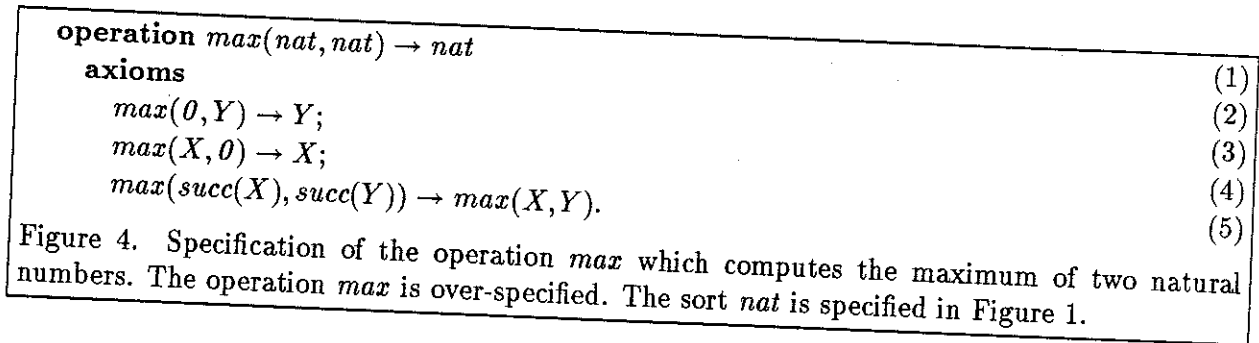 operation max(nat, nat) → nat (1)
axioms (2)
max(0, Y) → Y; (3)
max(X, 0) → X; (4)
max(succ(X), succ(Y)) → max(X, Y). (5)
Figure 4. Specification of the operation max which computes the maximum of two natural
numbers. The operation max is over-specified. The sort nat is specified in Figure 1.